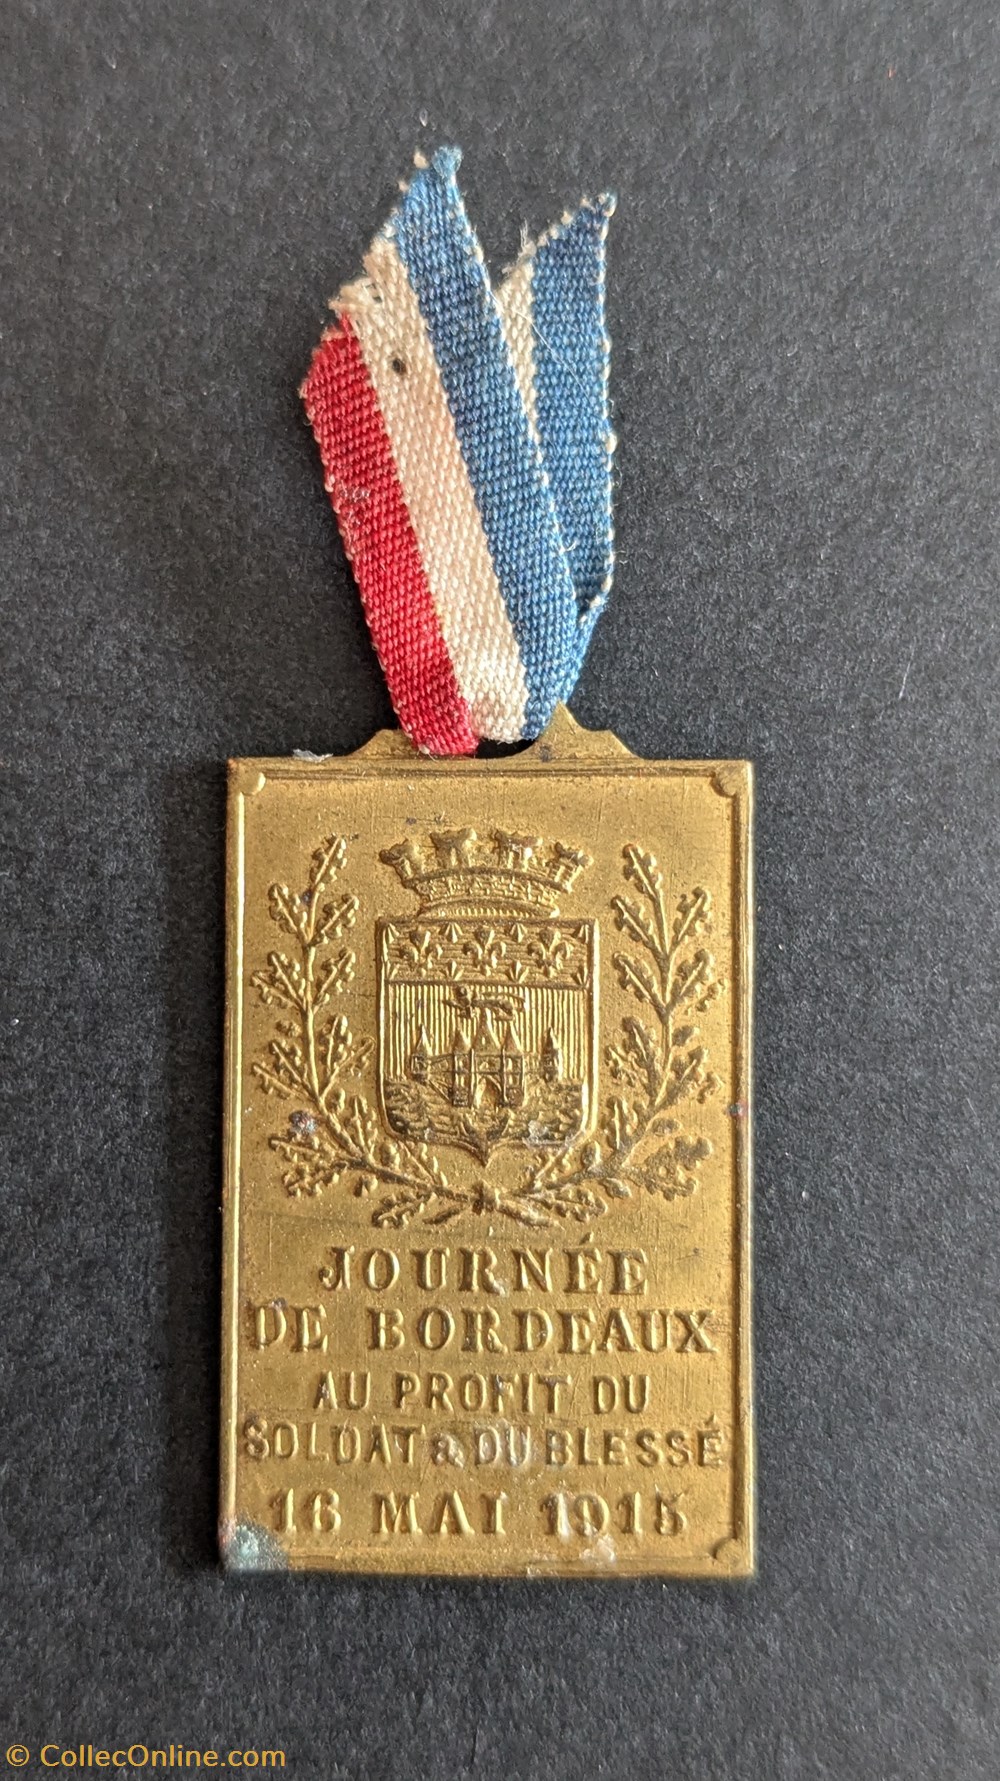 JOURNÉE
DE BORDEAUX
AU PROFIT DU
SOLDAT & DU BLESSÉ
16 MAI 1915
© CollecOnline.com